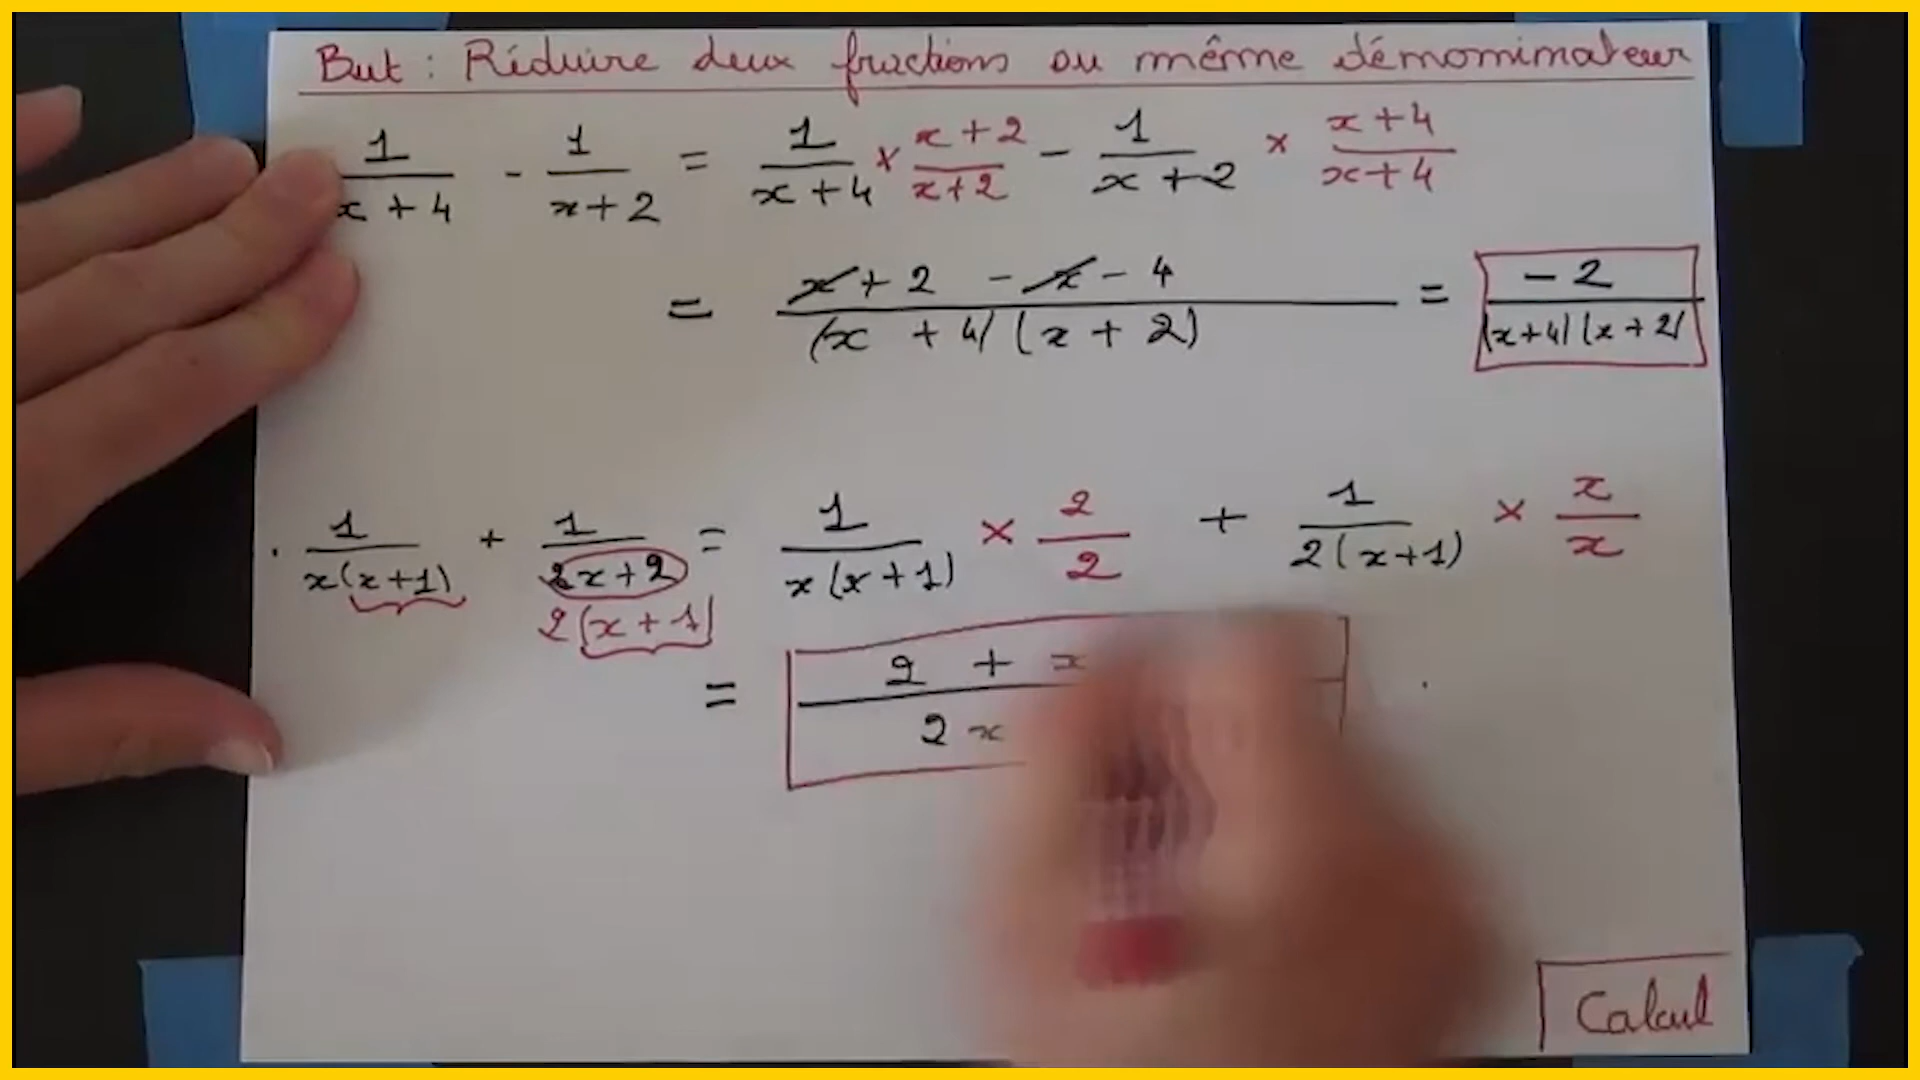 But : Réduire deux fractions au même dénominateur
1/(x+4) - 1/(x+2) = 1/(x+4) × (x+2)/(x+2) - 1/(x+2) × (x+4)/(x+4)
= (x + 2 - x - 4)/((x + 4)(x + 2)) = -2/((x+4)(x+2))
. 1/(x(x+1)) + 1/(2x+2) = 1/(x(x+1)) × 2/2 + 1/(2(x+1)) × x/x
2(x+1)
= (2 + x)/(2x
Calcul